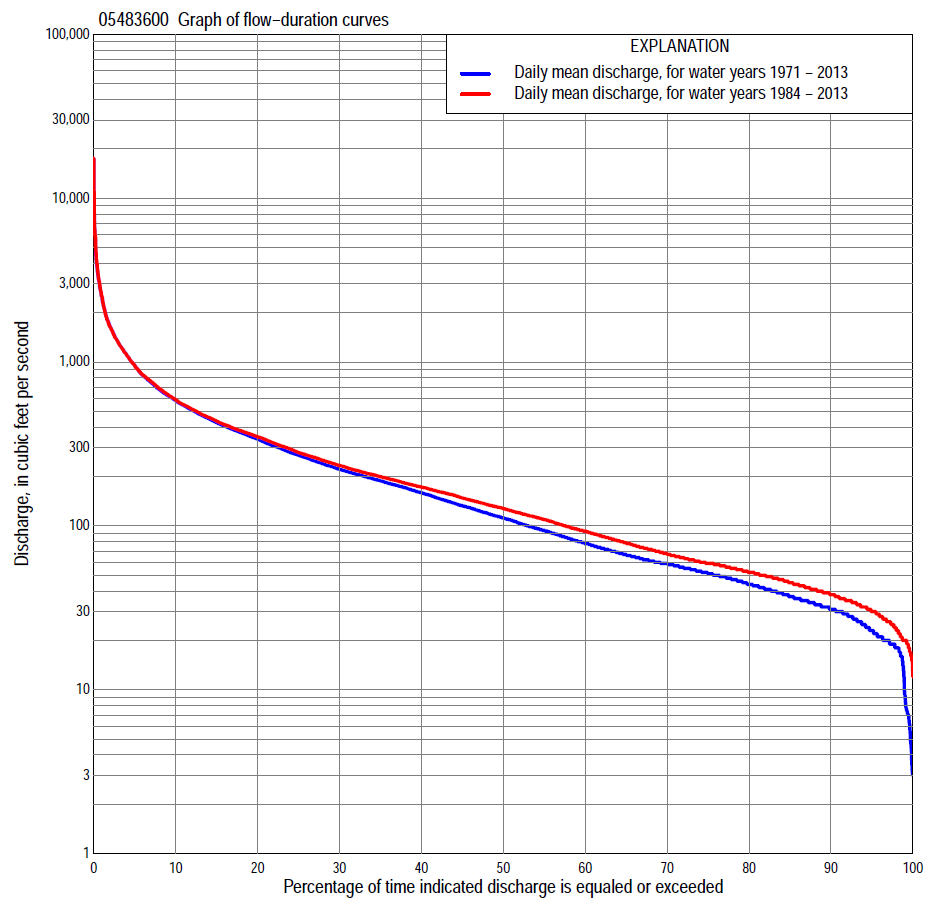 05483600 Graph of flow−duration curves
EXPLANATION
Daily mean discharge, for water years 1971 − 2013
Daily mean discharge, for water years 1984 − 2013
100,000
30,000
10,000
3,000
1,000
300
100
30
10
3
1
Discharge, in cubic feet per second
0 10 20 30 40 50 60 70 80 90 100
Percentage of time indicated discharge is equaled or exceeded